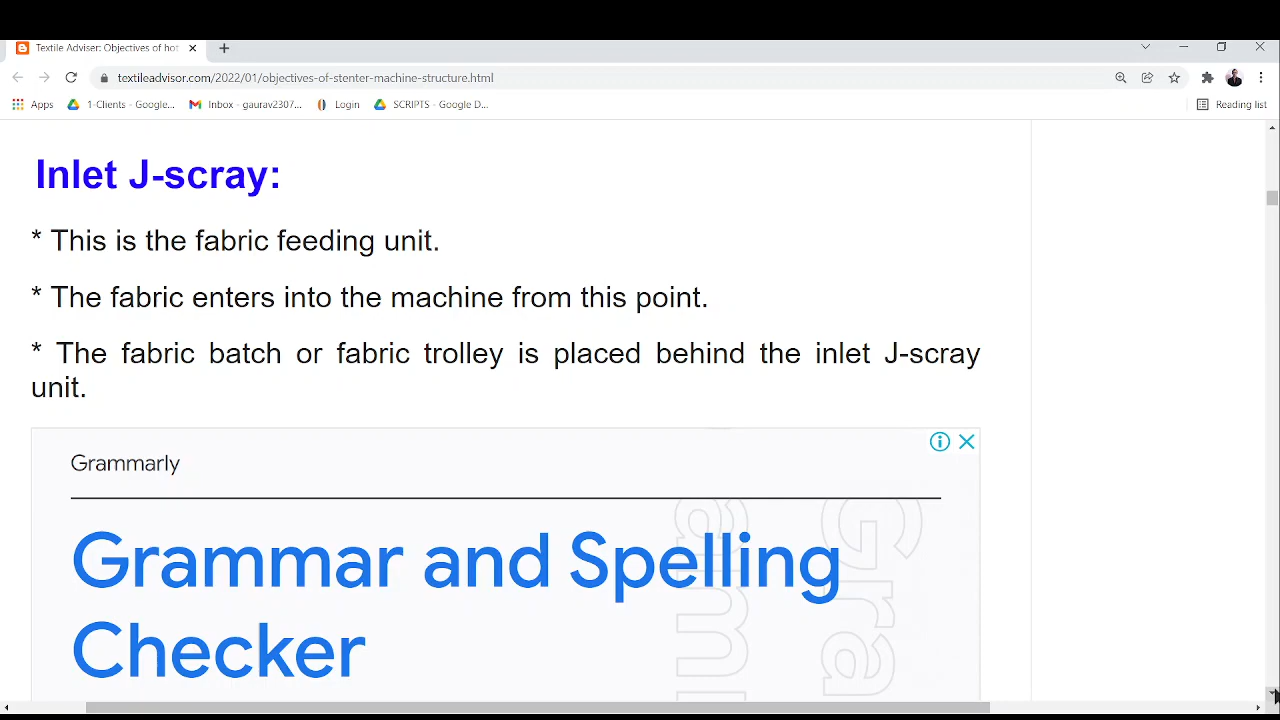 Textile Adviser: Objectives of hot
textileadvisor.com/2022/01/objectives-of-stenter-machine-structure.html
Apps 1-Clients - Google... Inbox - gaurav2307... Login SCRIPTS - Google D... Reading list
Inlet J-scray:
* This is the fabric feeding unit.
* The fabric enters into the machine from this point.
* The fabric batch or fabric trolley is placed behind the inlet J-scray
unit.
Grammarly
Grammar and Spelling
Checker